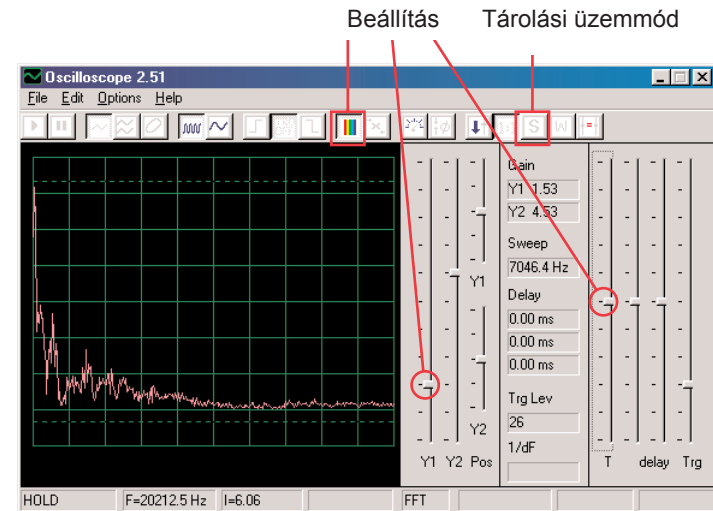 Beállítás Tárolási üzemmód
Oscilloscope 2.51
File Edit Options Help
Gain
Y1 1.53
Y2 4.53
Sweep
7046.4 Hz
Y1
Delay
0.00 ms
0.00 ms
0.00 ms
Trg Lev
26
Y2
1/dF
Y1 Y2 Pos T delay Trg
HOLD F=20212.5 Hz I=6.06 FFT